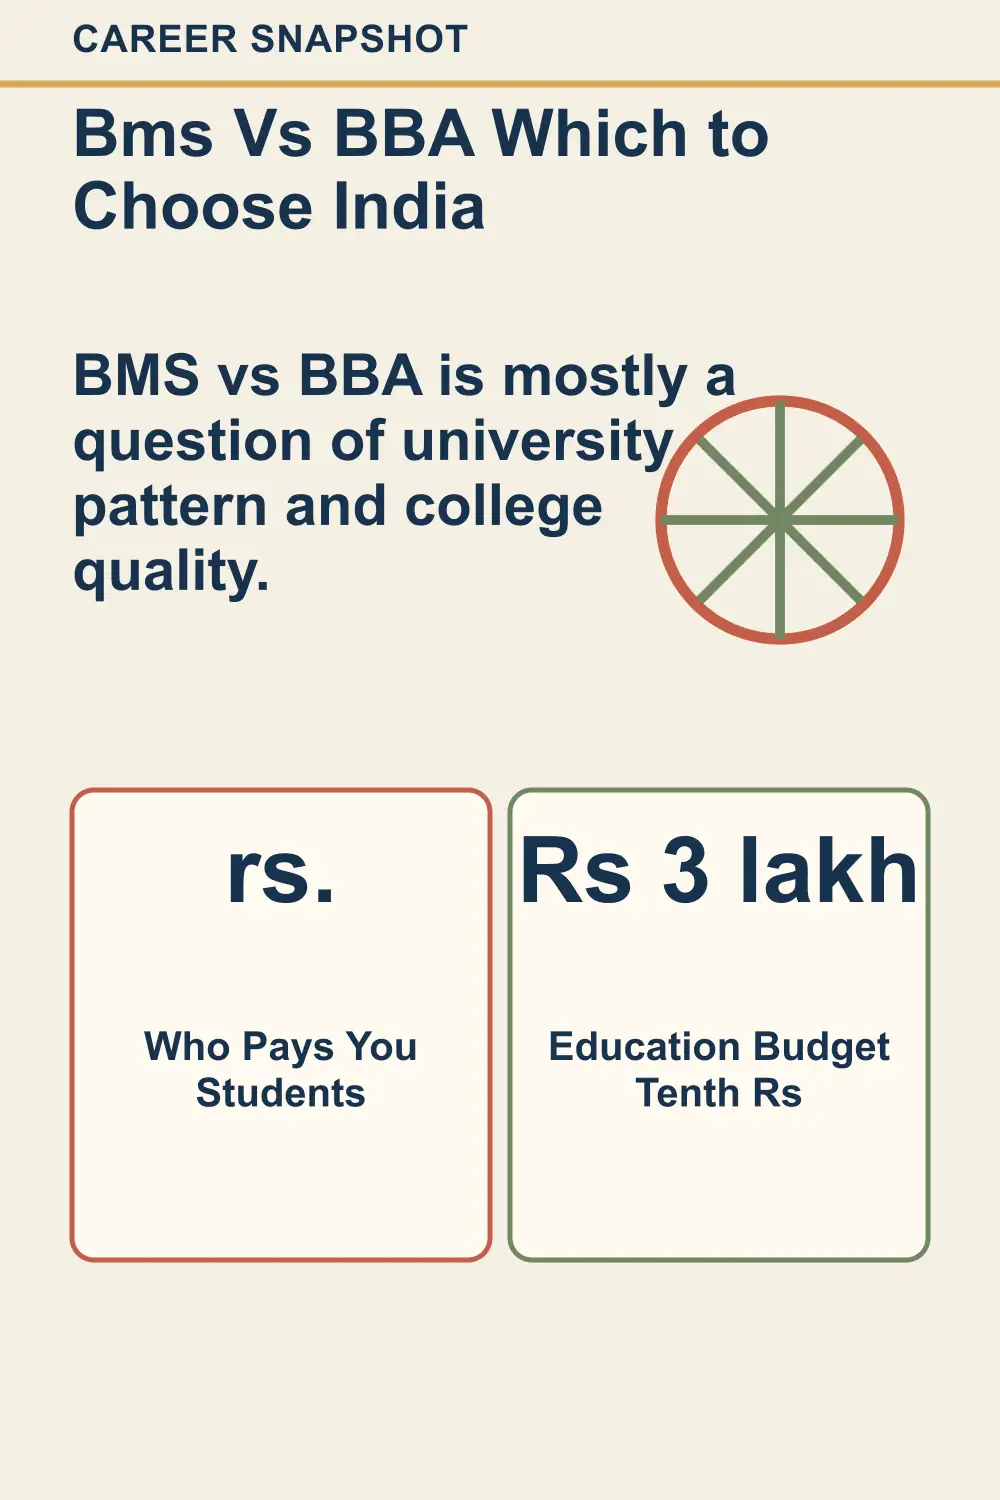 CAREER SNAPSHOT
Bms Vs BBA Which to
Choose India
BMS vs BBA is mostly a
question of university
pattern and college
quality.
rs.
Who Pays You
Students
Rs 3 lakh
Education Budget
Tenth Rs